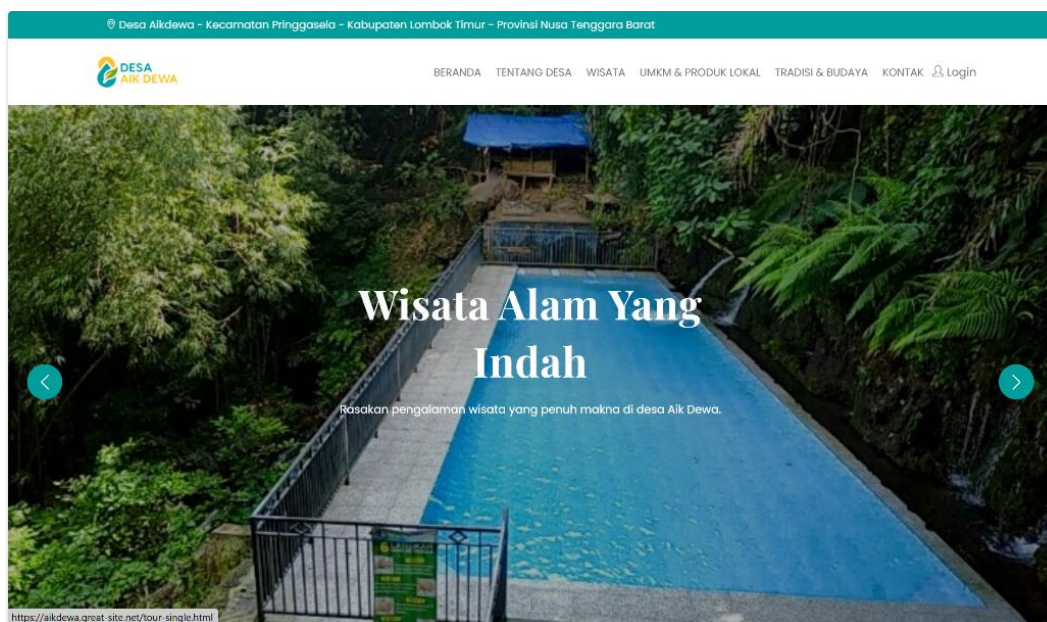 Desa Aikdewa - Kecamatan Pringgasela - Kabupaten Lombok Timur - Provinsi Nusa Tenggara Barat
DESA
AIK DEWA
BERANDA TENTANG DESA WISATA UMKM & PRODUK LOKAL TRADISI & BUDAYA KONTAK Login
Wisata Alam Yang
Indah
Rasakan pengalaman wisata yang penuh makna di desa Aik Dewa.
https://aikdewa.great-site.net/tour-single.html